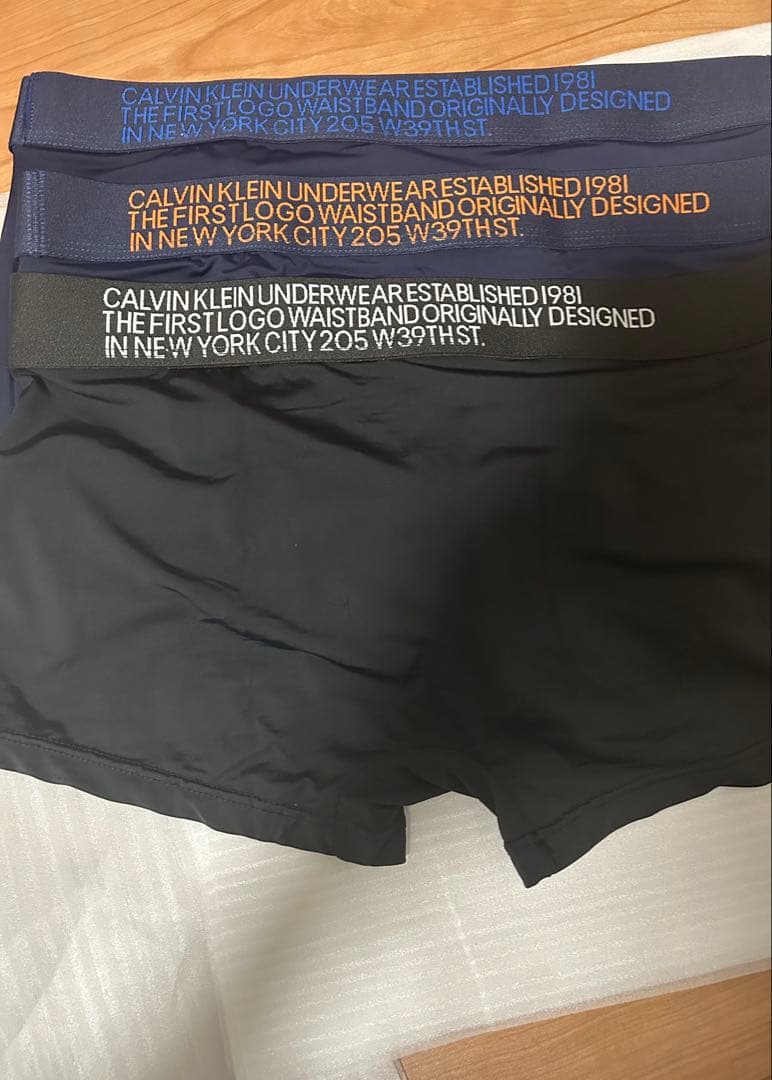 CALVIN KLEIN UNDERWEAR ESTABLISHED 1981
THE FIRST LOGO WAISTBAND ORIGINALLY DESIGNED
IN NEW YORK CITY 205 W39TH ST.
CALVIN KLEIN UNDERWEAR ESTABLISHED 1981
THE FIRST LOGO WAISTBAND ORIGINALLY DESIGNED
IN NEW YORK CITY 205 W39TH ST.
CALVIN KLEIN UNDERWEAR ESTABLISHED 1981
THE FIRST LOGO WAISTBAND ORIGINALLY DESIGNED
IN NEW YORK CITY 205 W39TH ST.